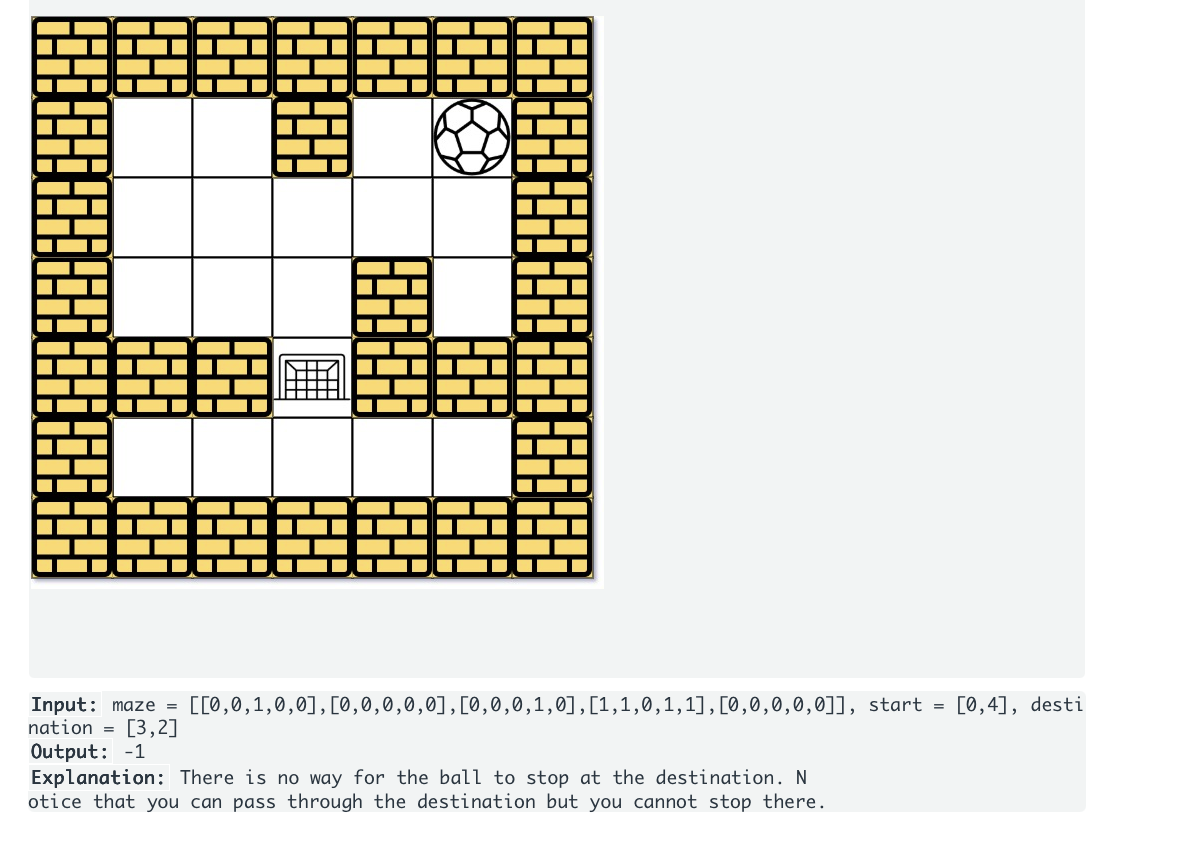 Input: maze = [[0,0,1,0,0],[0,0,0,0,0],[0,0,0,1,0],[1,1,0,1,1],[0,0,0,0,0]], start = [0,4], desti
nation = [3,2]
Output: -1
Explanation: There is no way for the ball to stop at the destination. N
otice that you can pass through the destination but you cannot stop there.